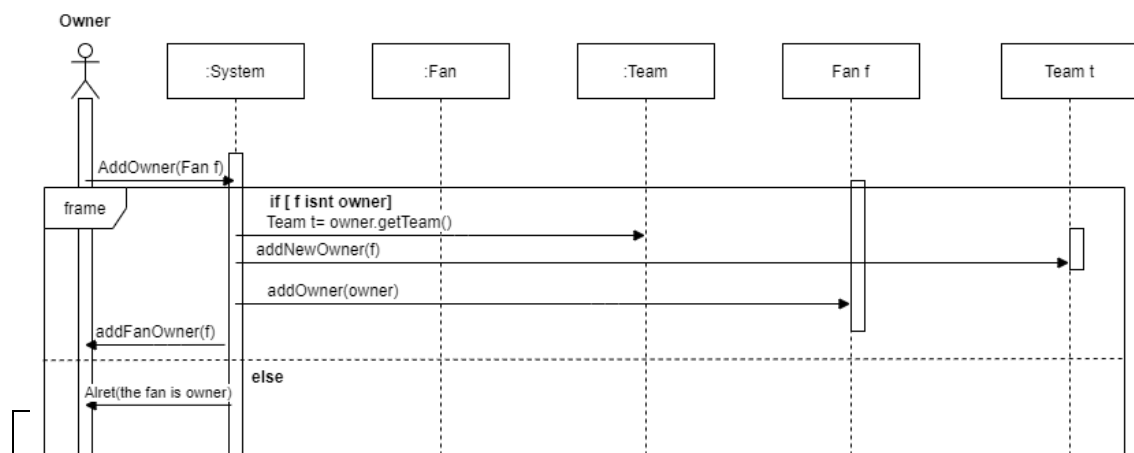 Owner
:System
:Fan
:Team
Fan f
Team t
AddOwner(Fan f)
frame
if [ f isnt owner]
Team t= owner.getTeam()
addNewOwner(f)
addOwner(owner)
addFanOwner(f)
else
Alret(the fan is owner)